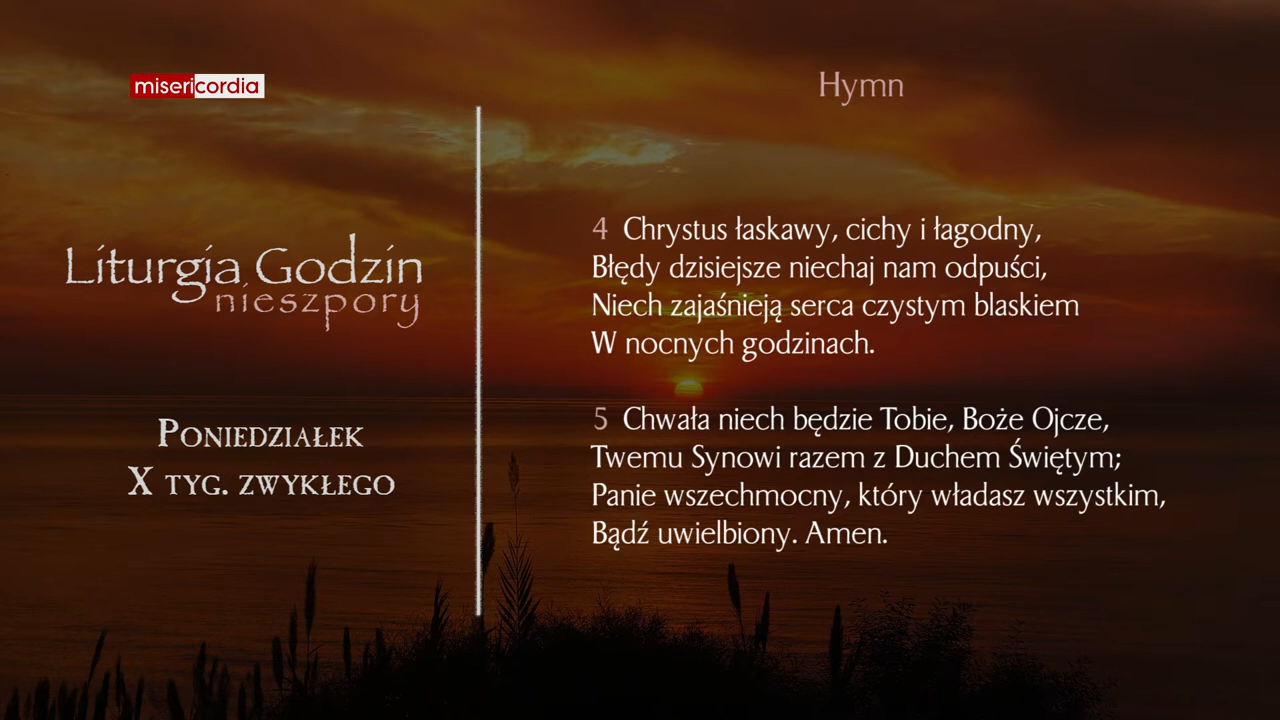 misericordia
Liturgia Godzin
nieszpory
Poniedziałek
X tyg. zwykłego
Hymn
4 Chrystus łaskawy, cichy i łagodny,
Błędy dzisiejsze niechaj nam odpuści,
Niech zajaśnieją serca czystym blaskiem
W nocnych godzinach.
5 Chwała niech będzie Tobie, Boże Ojcze,
Twemu Synowi razem z Duchem Świętym;
Panie wszechmocny, który władasz wszystkim,
Bądź uwielbiony. Amen.